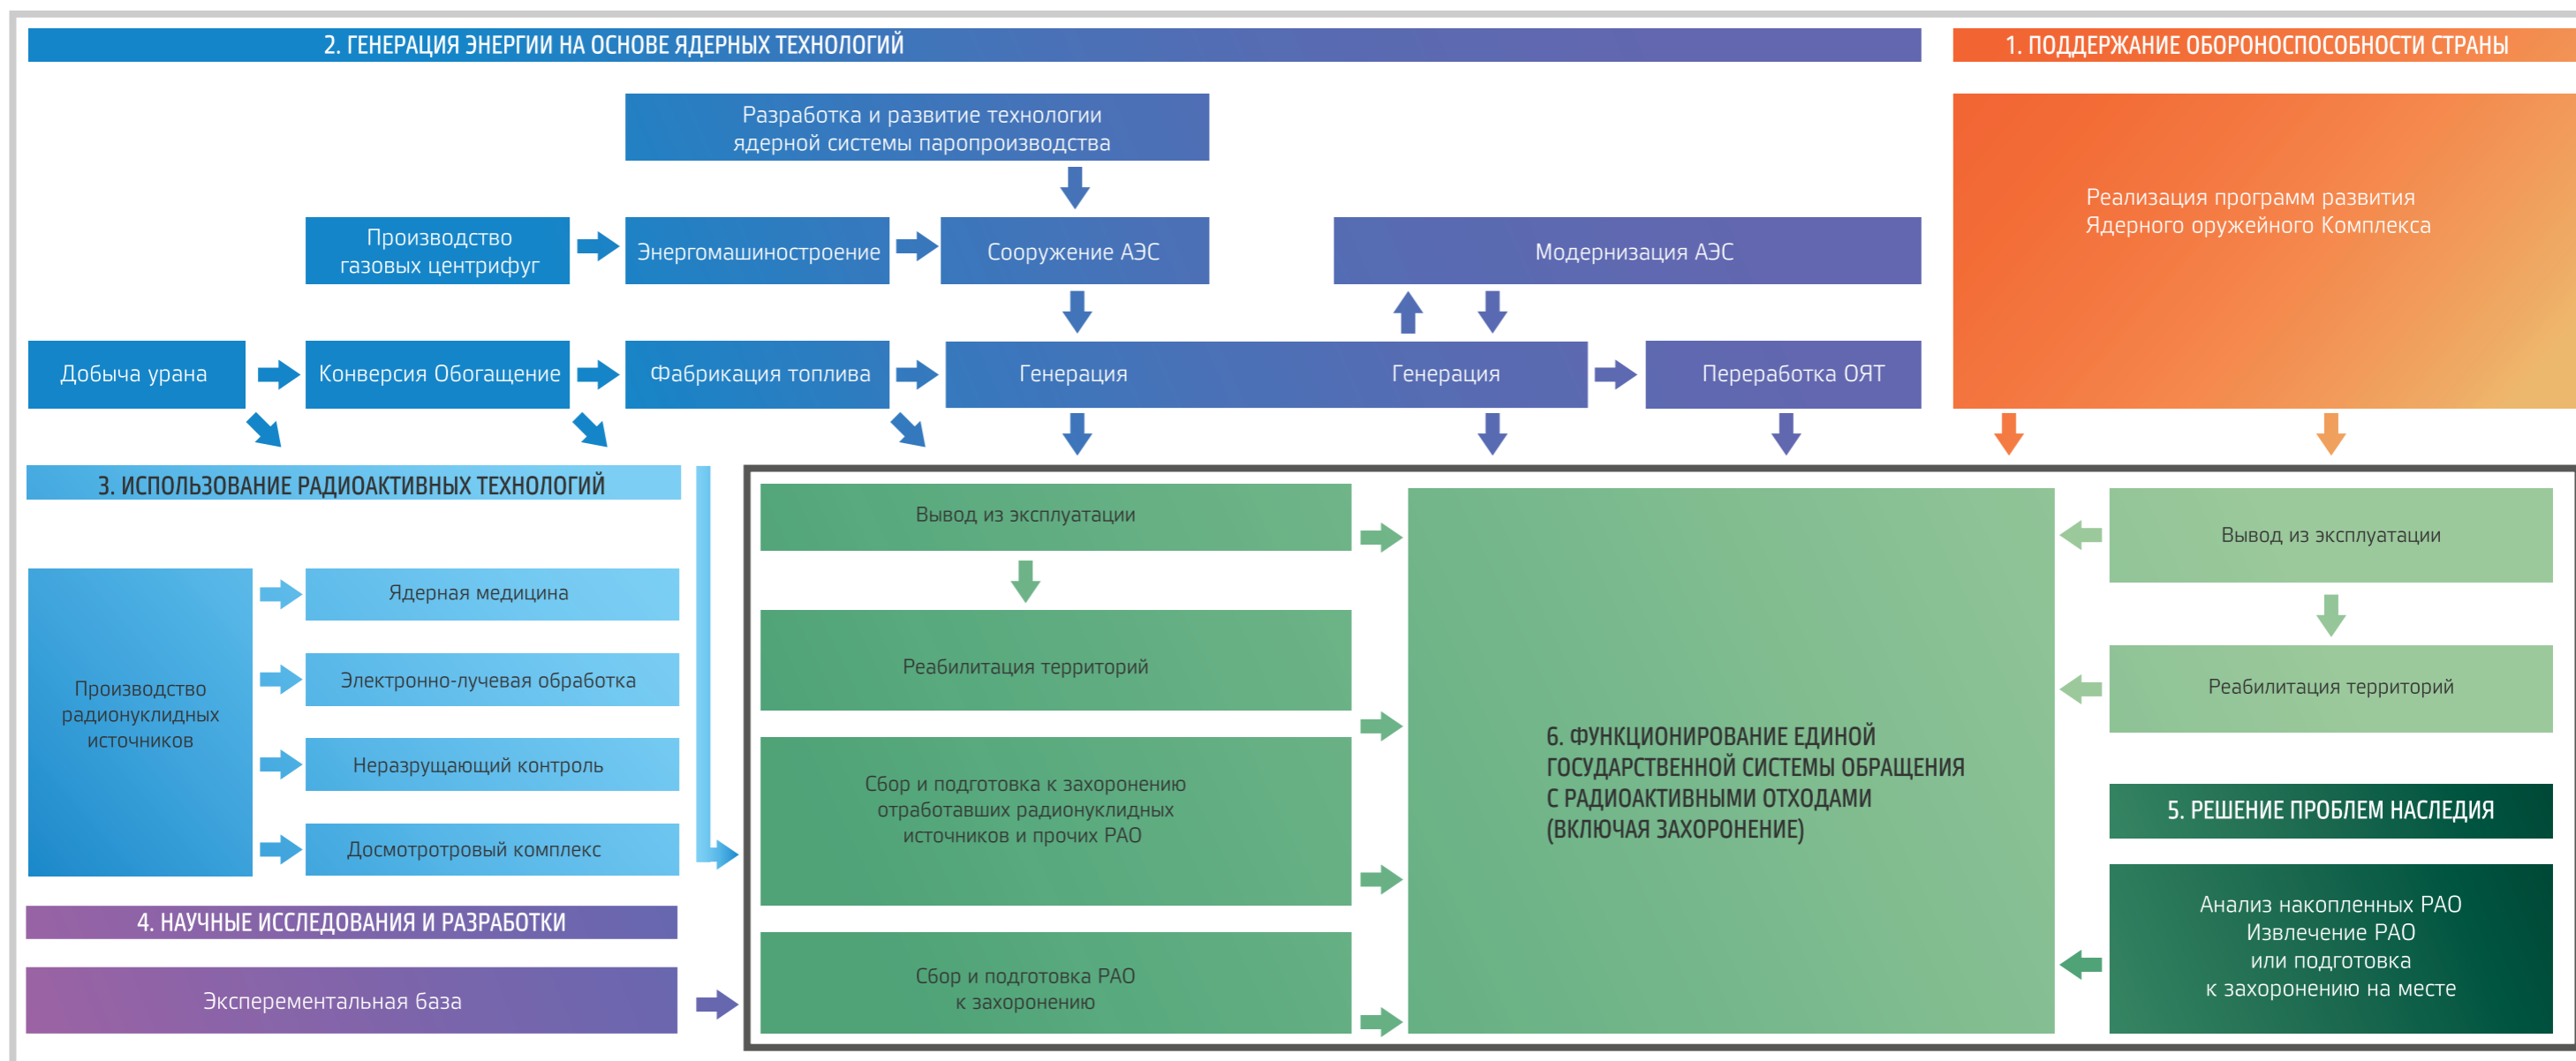 2. ГЕНЕРАЦИЯ ЭНЕРГИИ НА ОСНОВЕ ЯДЕРНЫХ ТЕХНОЛОГИЙ
1. ПОДДЕРЖАНИЕ ОБОРОНОСПОСОБНОСТИ СТРАНЫ
Разработка и развитие технологии
ядерной системы паропроизводства
Реализация программ развития
Ядерного оружейного Комплекса
Производство
газовых центрифуг
Энергомашиностроение
Сооружение АЭС
Модернизация АЭС
Добыча урана
Конверсия Обогащение
Фабрикация топлива
Генерация
Генерация
Переработка ОЯТ
3. ИСПОЛЬЗОВАНИЕ РАДИОАКТИВНЫХ ТЕХНОЛОГИЙ
Производство
радионуклидных
источников
Ядерная медицина
Электронно-лучевая обработка
Неразрущающий контроль
Досмотротровый комплекс
4. НАУЧНЫЕ ИССЛЕДОВАНИЯ И РАЗРАБОТКИ
Эксперементальная база
Вывод из эксплуатации
Реабилитация территорий
Сбор и подготовка к захоронению
отработавших радионуклидных
источников и прочих РАО
Сбор и подготовка РАО
к захоронению
6. ФУНКЦИОНИРОВАНИЕ ЕДИНОЙ
ГОСУДАРСТВЕННОЙ СИСТЕМЫ ОБРАЩЕНИЯ
С РАДИОАКТИВНЫМИ ОТХОДАМИ
(ВКЛЮЧАЯ ЗАХОРОНЕНИЕ)
Вывод из эксплуатации
Реабилитация территорий
5. РЕШЕНИЕ ПРОБЛЕМ НАСЛЕДИЯ
Анализ накопленных РАО
Извлечение РАО
или подготовка
к захоронению на месте